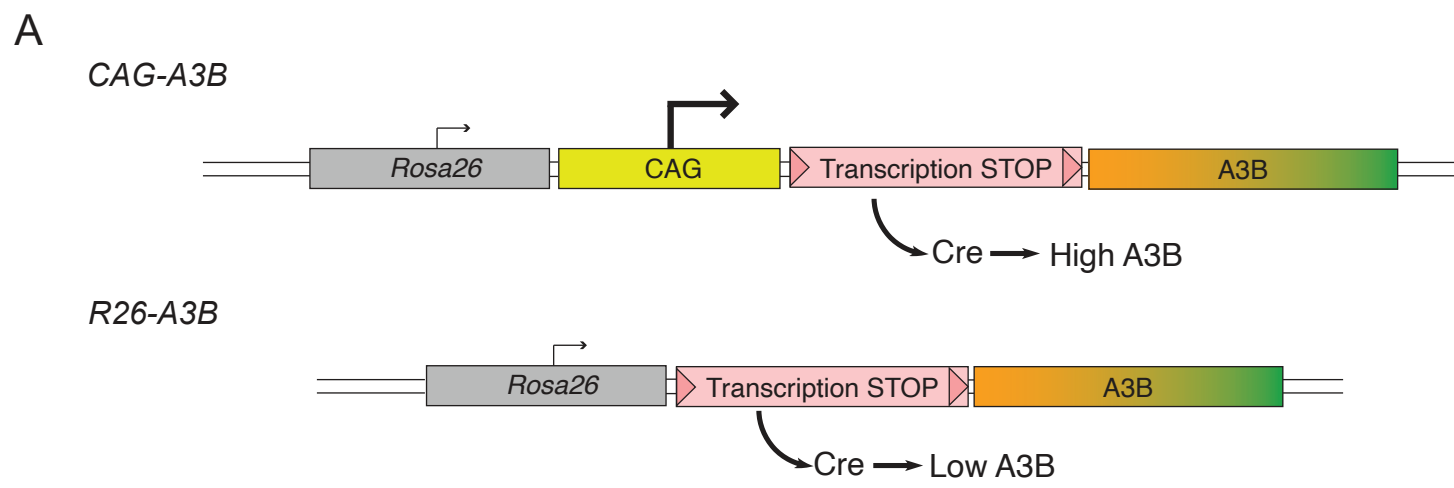 A
CAG-A3B
Rosa26 CAG Transcription STOP A3B
Cre High A3B
R26-A3B
Rosa26 Transcription STOP A3B
Cre Low A3B